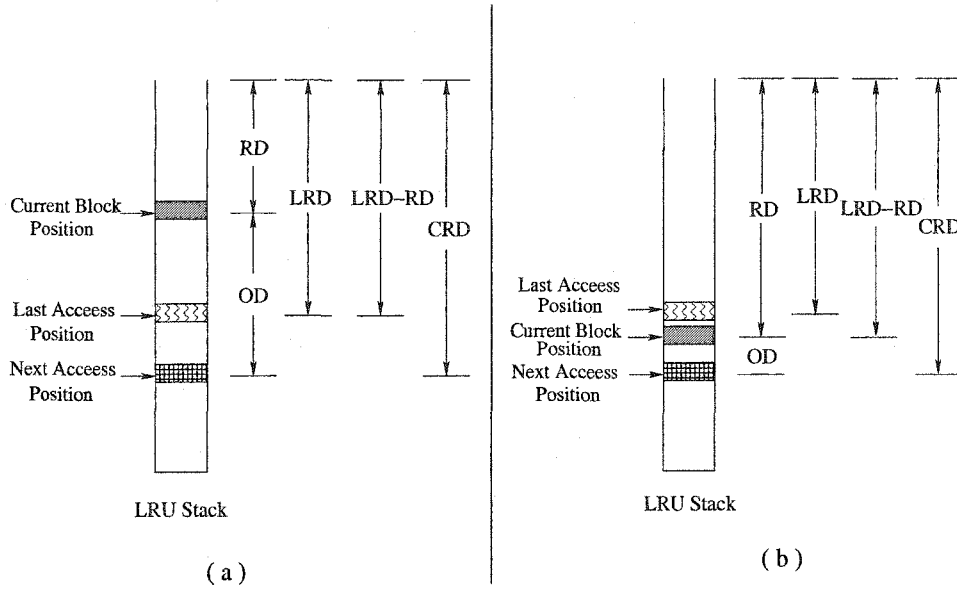 RD
LRD
LRD-RD
CRD
OD
Current Block
Position
Last Acceess
Position
Next Acceess
Position
LRU Stack
( a )
RD
LRD
LRD-RD
CRD
OD
Last Acceess
Position
Current Block
Position
Next Acceess
Position
LRU Stack
( b )